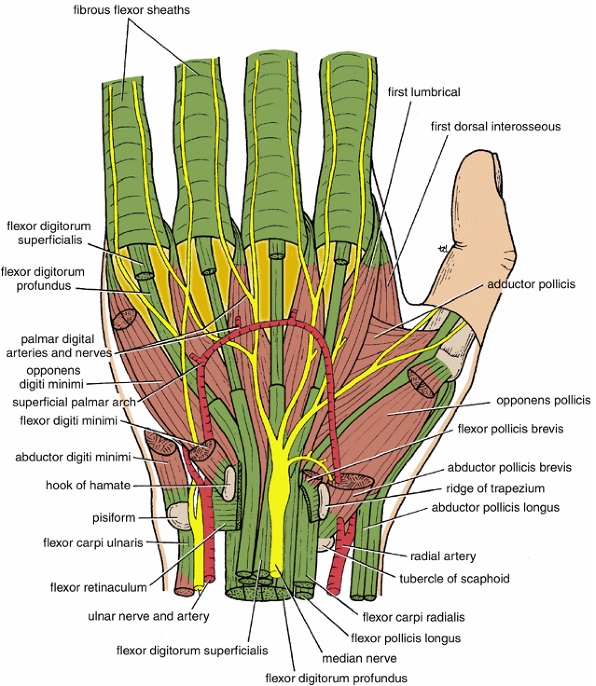 fibrous flexor sheaths
first lumbrical
first dorsal interosseous
flexor digitorum
superficialis
flexor digitorum
profundus
adductor pollicis
palmar digital
arteries and nerves
opponens
digiti minimi
superficial palmar arch
opponens pollicis
flexor digiti minimi
flexor pollicis brevis
abductor digiti minimi
abductor pollicis brevis
hook of hamate
ridge of trapezium
abductor pollicis longus
pisiform
flexor carpi ulnaris
radial artery
tubercle of scaphoid
flexor retinaculum
ulnar nerve and artery
flexor carpi radialis
flexor pollicis longus
flexor digitorum superficialis
median nerve
flexor digitorum profundus